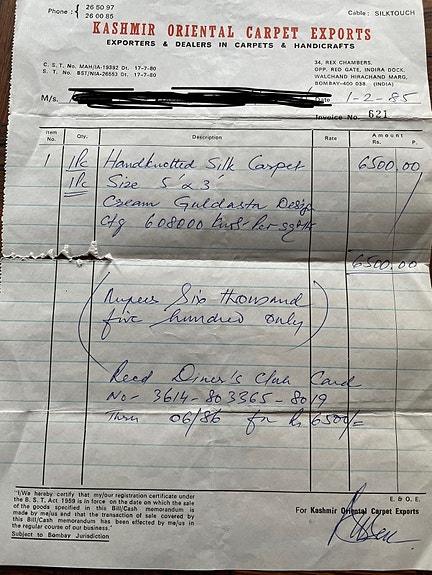 Phone : { 26 50 97
26 00 85
Cable : SILKTOUCH
KASHMIR ORIENTAL CARPET EXPORTS
EXPORTERS & DEALERS IN CARPETS & HANDICRAFTS
C. S. T. No. MAH/IA-19392 Dt. 17-7-80
S. T. No. BST/NIA-26553 Dt. 17-7-80
34, REX CHAMBERS,
OPP. RED GATE, INDIRA DOCK,
WALCHAND HIRACHAND MARG,
BOMBAY-400 038. (INDIA)
M/s.
Date 1-2-85
Invoice No. 621
Item No. Qty. Description Rate Amount Rs. P.
1 1Pc Handknotted Silk Carpet 6500.00
1Pc Size 5' x 3'
Cream Guldasta Design
Ctg 608000 Knots Per sq mtr
6500.00
(Rupees Six thousand
five hundred only)
Recd Diner's Club Card
No - 3614-803365-8019
Thru 06/86 for Rs 6500/=
"I/We hereby certify that my/our registration certificate under
the B. S. T. Act 1959 is in force on the date on which the sale
of the goods specified in this Bill/Cash memorandum is
made by me/us and that the transaction of sale covered by
this Bill/Cash memorandum has been effected by me/us in
the regular course of our business."
Subject to Bombay Jurisdiction
E. & O. E.
For Kashmir Oriental Carpet Exports